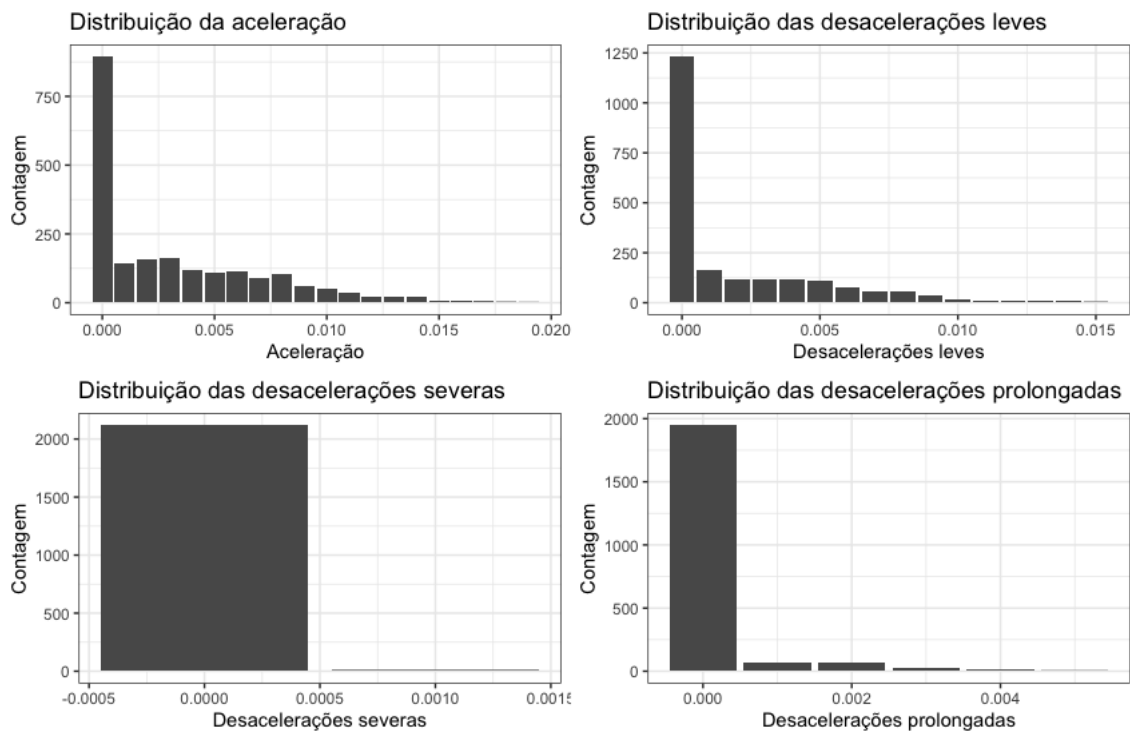 Distribuição da aceleração
Contagem
750
500
250
0
0.000 0.005 0.010 0.015 0.020
Aceleração
Distribuição das desacelerações leves
Contagem
1250
1000
750
500
250
0
0.000 0.005 0.010 0.015
Desacelerações leves
Distribuição das desacelerações severas
Contagem
2000
1500
1000
500
0
-0.0005 0.0000 0.0005 0.0010 0.0015
Desacelerações severas
Distribuição das desacelerações prolongadas
Contagem
2000
1500
1000
500
0
0.000 0.002 0.004
Desacelerações prolongadas